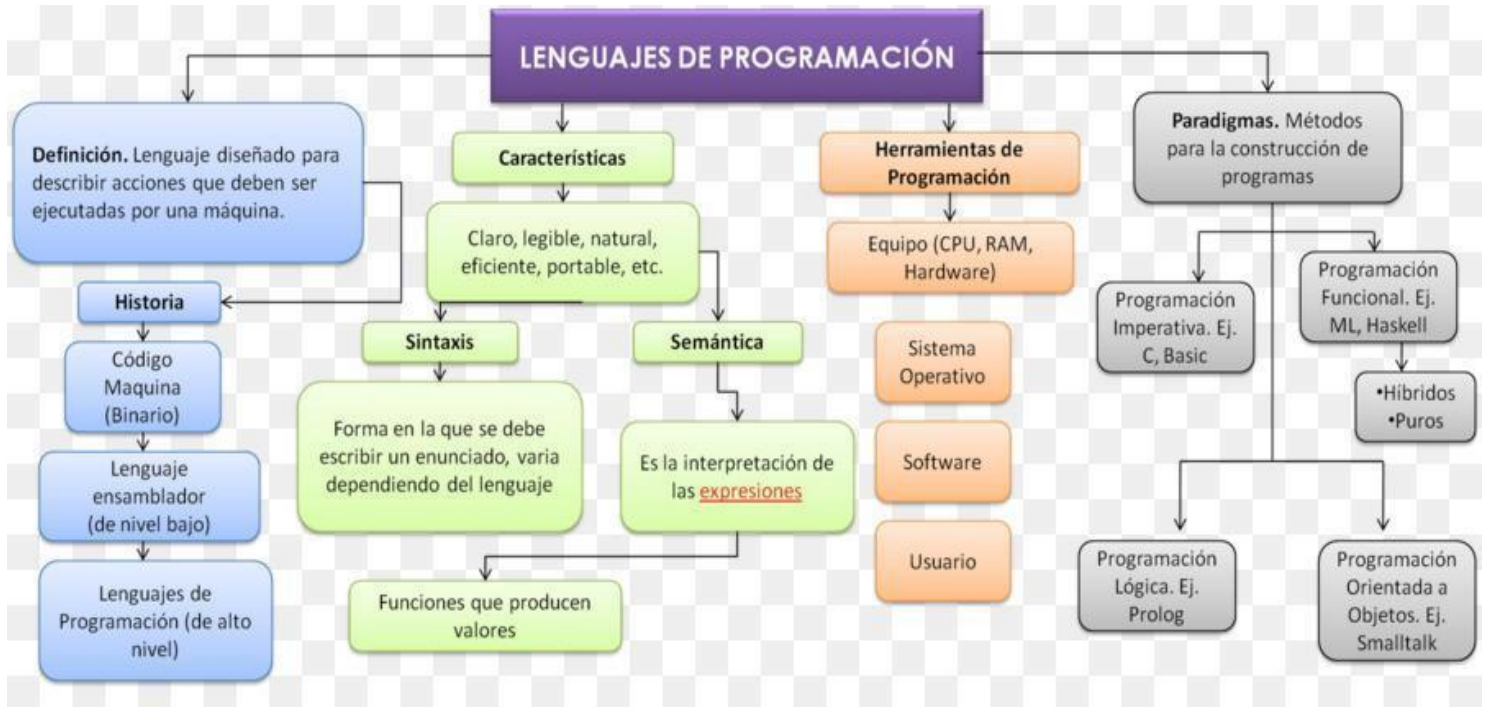 LENGUAJES DE PROGRAMACIÓN
Definición. Lenguaje diseñado para
describir acciones que deben ser
ejecutadas por una máquina.
Historia
Código
Maquina
(Binario)
Lenguaje
ensamblador
(de nivel bajo)
Lenguajes de
Programación (de alto
nivel)
Características
Claro, legible, natural,
eficiente, portable, etc.
Sintaxis
Forma en la que se debe
escribir un enunciado, varia
dependiendo del lenguaje
Semántica
Es la interpretación de
las expresiones
Funciones que producen
valores
Herramientas de
Programación
Equipo (CPU, RAM,
Hardware)
Sistema
Operativo
Software
Usuario
Paradigmas. Métodos
para la construcción de
programas
Programación
Imperativa. Ej.
C, Basic
Programación
Funcional. Ej.
ML, Haskell
•Híbridos
•Puros
Programación
Lógica. Ej.
Prolog
Programación
Orientada a
Objetos. Ej.
Smalltalk